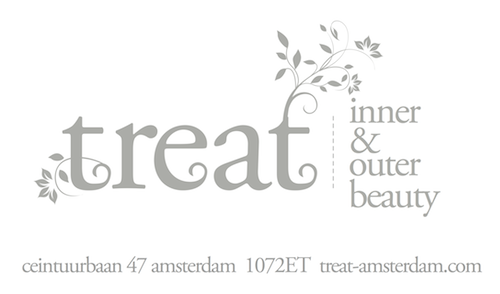 treat
inner
&
outer
beauty
ceintuurbaan 47 amsterdam 1072ET treat-amsterdam.com